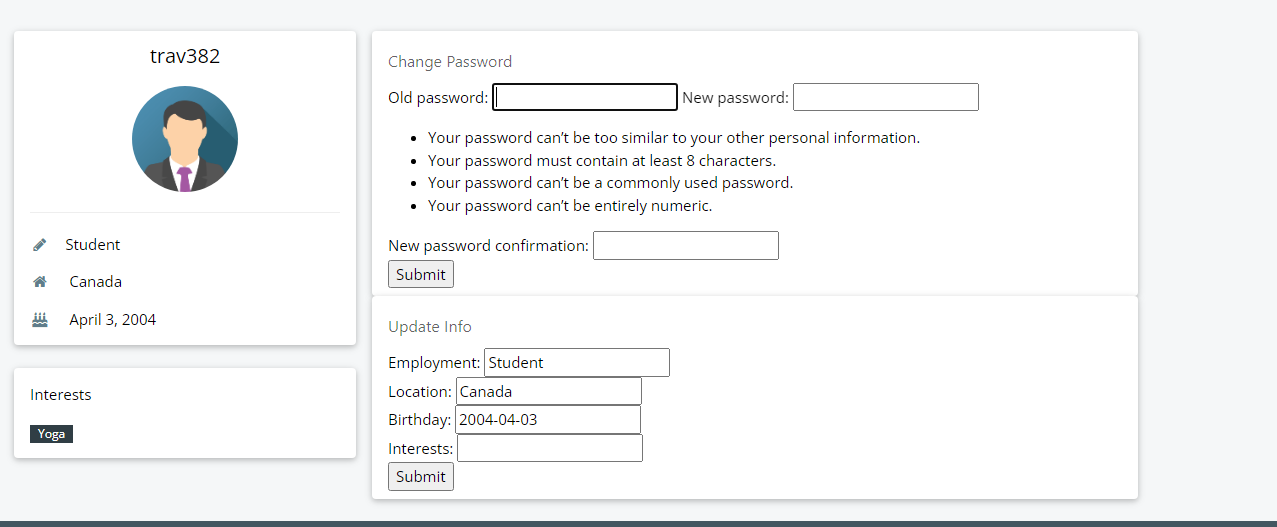 trav382
Student
Canada
April 3, 2004
Interests
Yoga
Change Password
Old password: New password:
Your password can’t be too similar to your other personal information.
Your password must contain at least 8 characters.
Your password can’t be a commonly used password.
Your password can’t be entirely numeric.
New password confirmation:
Submit
Update Info
Employment: Student
Location: Canada
Birthday: 2004-04-03
Interests:
Submit